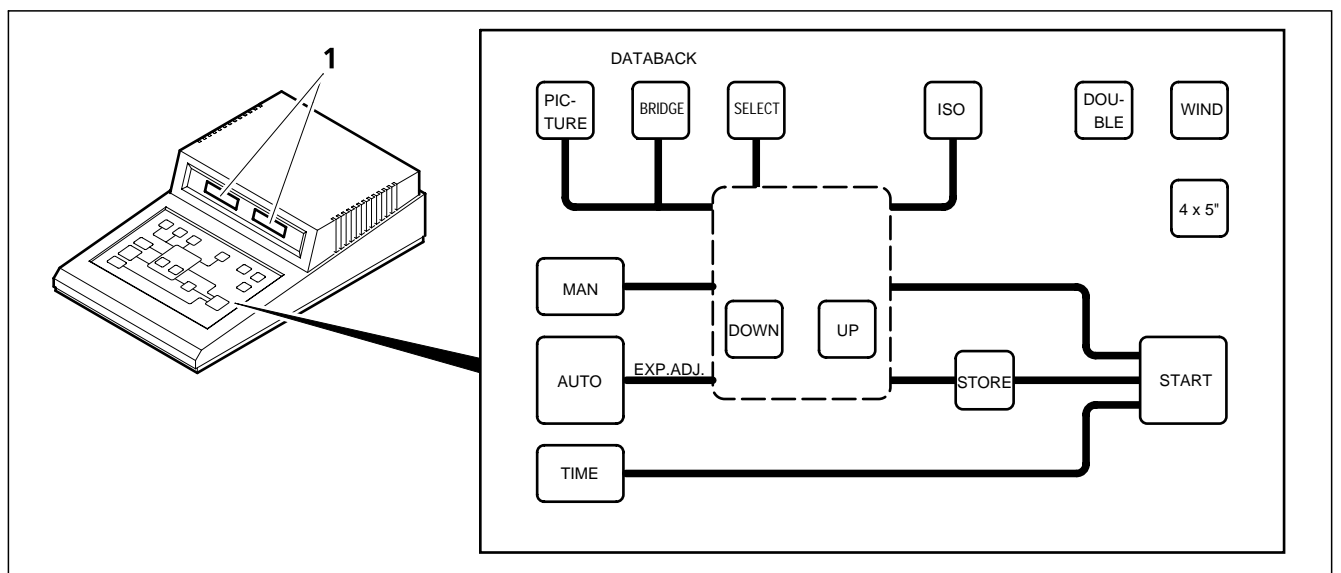 1
DATABACK
PIC-
TURE
BRIDGE
SELECT
ISO
DOU-
BLE
WIND
4 x 5"
MAN
DOWN
UP
AUTO
EXP.ADJ.
STORE
START
TIME